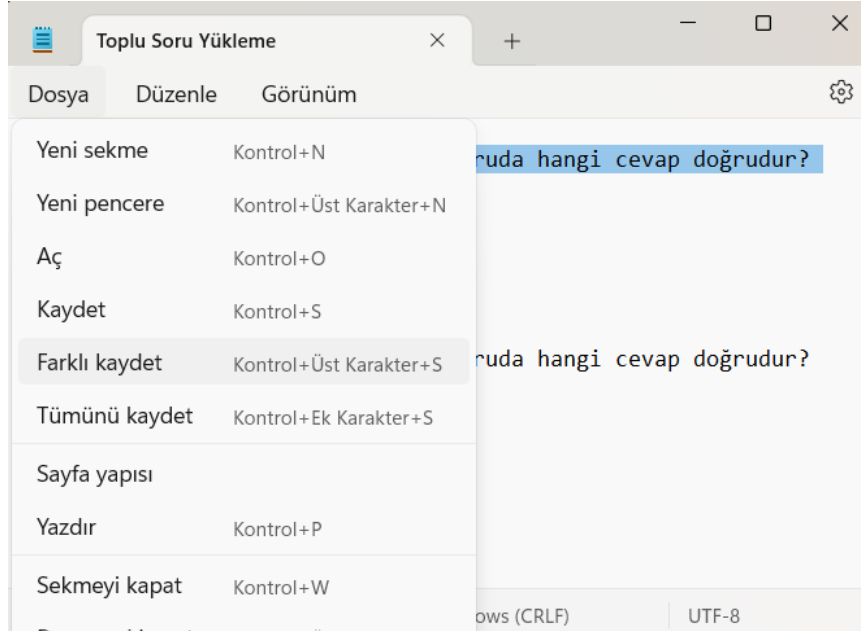 Toplu Soru Yükleme
Dosya Düzenle Görünüm
Yeni sekme Kontrol+N
ruda hangi cevap doğrudur?
Yeni pencere Kontrol+Üst Karakter+N
Aç Kontrol+O
Kaydet Kontrol+S
Farklı kaydet Kontrol+Üst Karakter+S
ruda hangi cevap doğrudur?
Tümünü kaydet Kontrol+Ek Karakter+S
Sayfa yapısı
Yazdır Kontrol+P
Sekmeyi kapat Kontrol+W
ows (CRLF) UTF-8